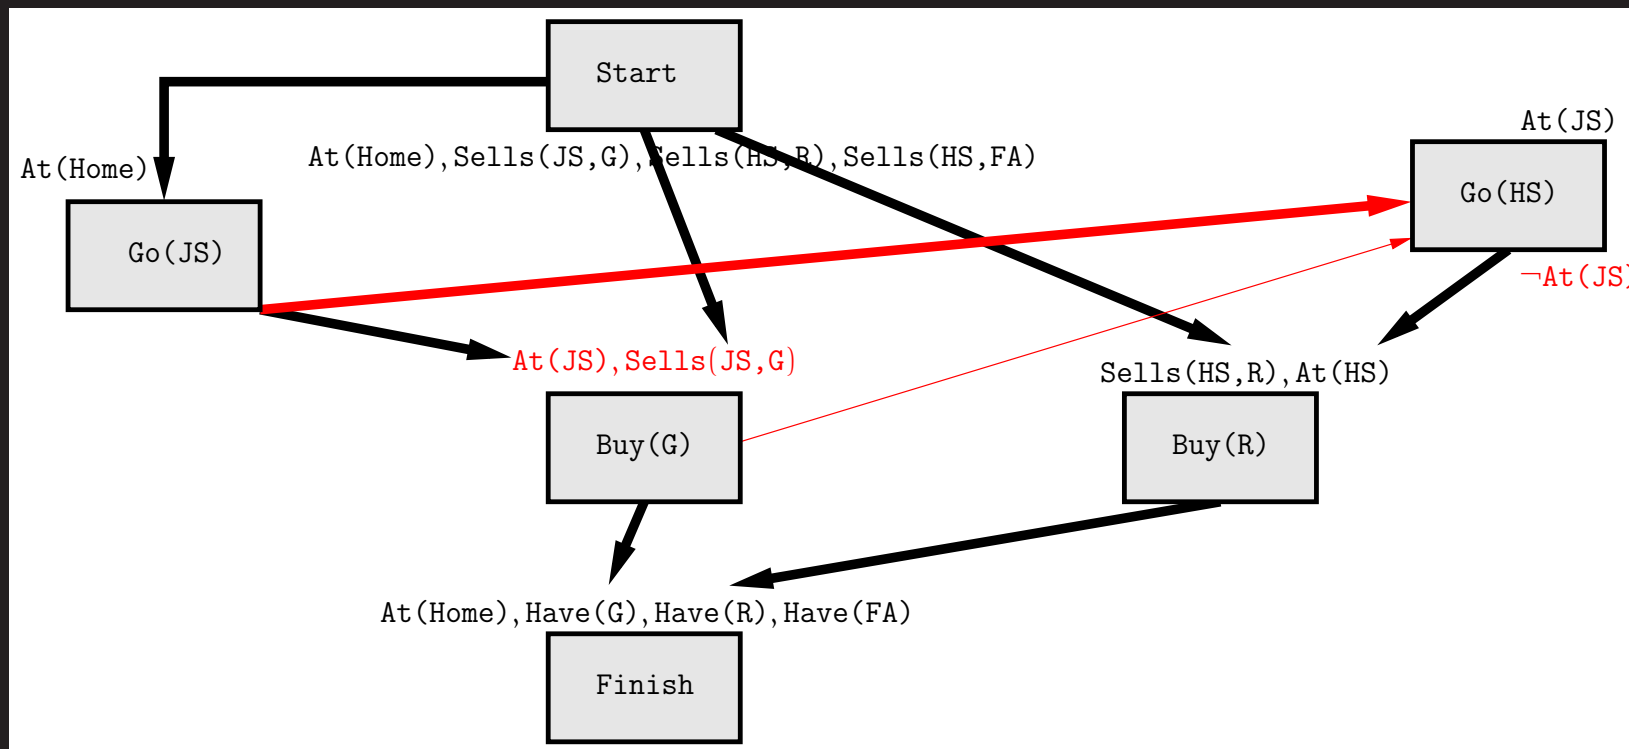 Start
At(JS)
At(Home),Sells(JS,G),Sells(HS,R),Sells(HS,FA)
At(Home)
Go(HS)
Go(JS)
¬At(JS)
At(JS),Sells(JS,G)
Sells(HS,R),At(HS)
Buy(G)
Buy(R)
At(Home),Have(G),Have(R),Have(FA)
Finish